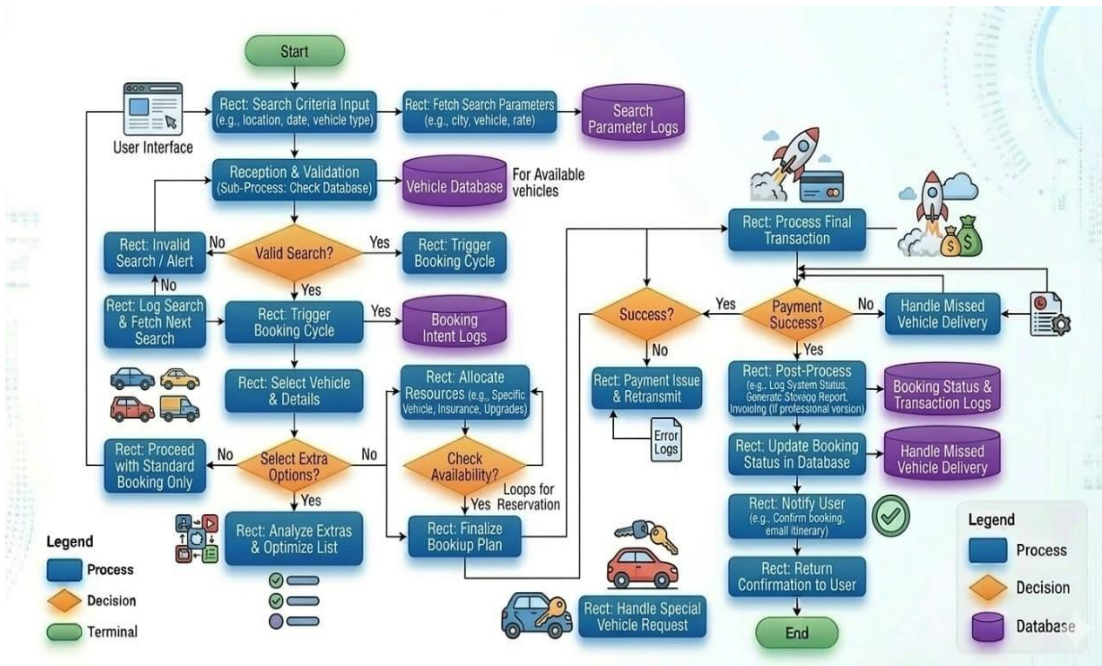 Start
User Interface
Rect: Search Criteria Input
(e.g., location, date, vehicle type)
Rect: Fetch Search Parameters
(e.g., city, vehicle, rate)
Search
Parameter Logs
Reception & Validation
(Sub-Process: Check Database)
Vehicle Database
For Available
vehicles
Rect: Invalid
Search / Alert
No
Valid Search?
Yes
Rect: Trigger
Booking Cycle
No
Yes
Rect: Log Search
& Fetch Next
Search
Rect: Trigger
Booking Cycle
Yes
Booking
Intent Logs
Rect: Select Vehicle
& Details
Rect: Allocate
Resources (e.g., Specific
Vehicle, Insurance, Upgrades)
Rect: Proceed
with Standard
Booking Only
No
Select Extra
Options?
No
Check
Availability?
Yes
Yes
Loops for
Reservation
Rect: Analyze Extras
& Optimize List
Rect: Finalize
Bookup Plan
Legend
Process
Decision
Terminal
Rect: Process Final
Transaction
Success?
Yes
Payment
Success?
No
Handle Missed
Vehicle Delivery
No
Yes
Rect: Payment Issue
& Retransmit
Error
Logs
Rect: Post-Process
(e.g., Log System Status,
Report,
(If professional version)
Booking Status &
Transaction Logs
Rect: Update Booking
Status in Database
Handle Missed
Vehicle Delivery
Rect: Notify User
(e.g., Confirm booking,
email itinerary)
Rect: Return
Confirmation to User
End
Rect: Handle Special
Vehicle Request
Legend
Process
Decision
Database